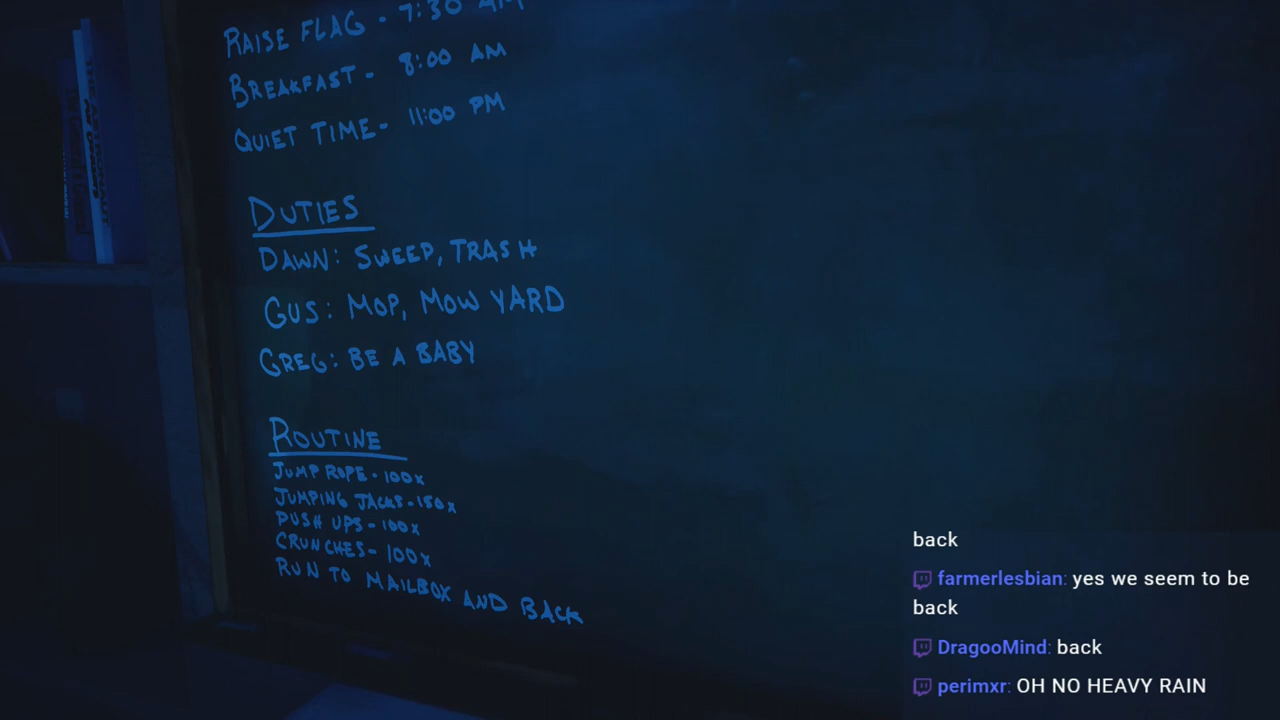 RAISE FLAG - 7:30 AM
BREAKFAST - 8:00 AM
QUIET TIME - 11:00 PM
DUTIES
DAWN: SWEEP, TRASH
GUS: MOP, MOW YARD
GREG: BE A BABY
ROUTINE
JUMP ROPE - 100x
JUMPING JACKS - 150x
PUSH UPS - 100x
CRUNCHES - 100x
RUN TO MAILBOX AND BACK
back
farmerlesbian: yes we seem to be
back
DragooMind: back
perimxr: OH NO HEAVY RAIN